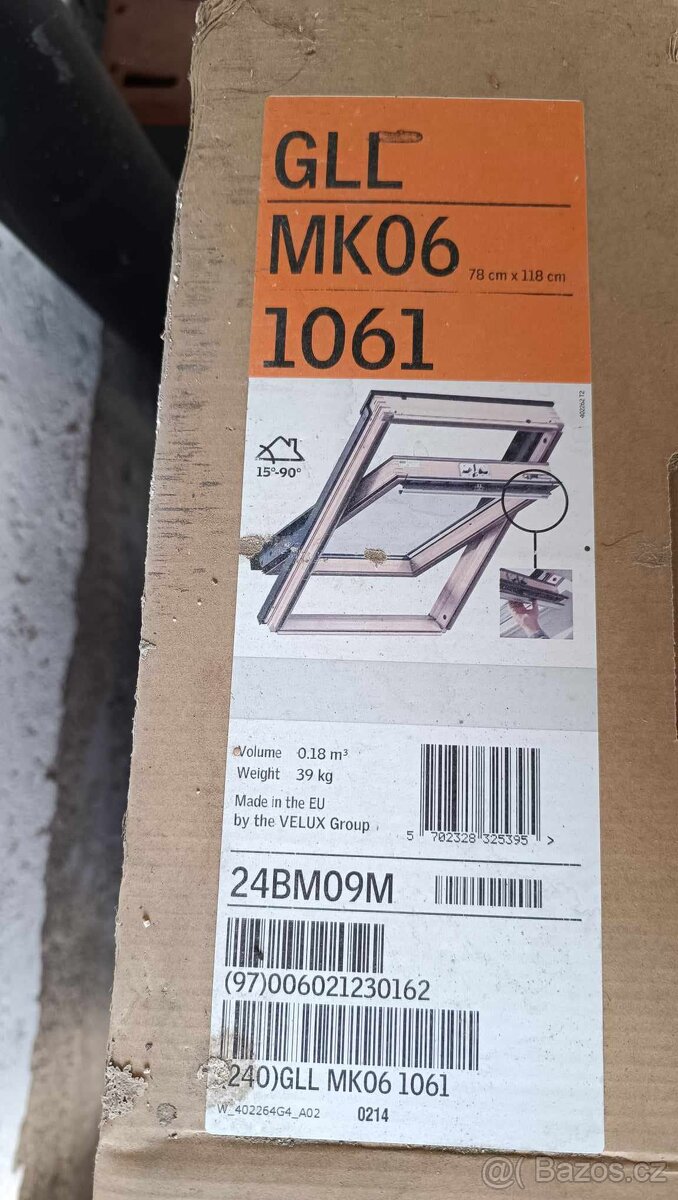 GLL
MK06 78 cm x 118 cm
1061
402262 T2
15°-90°
Volume 0.18 m³
Weight 39 kg
Made in the EU
by the VELUX Group
5 702328 325395 >
24BM09M
(97)006021230162
(240)GLL MK06 1061
W_402264G4_A02 0214
@ Bazos.cz